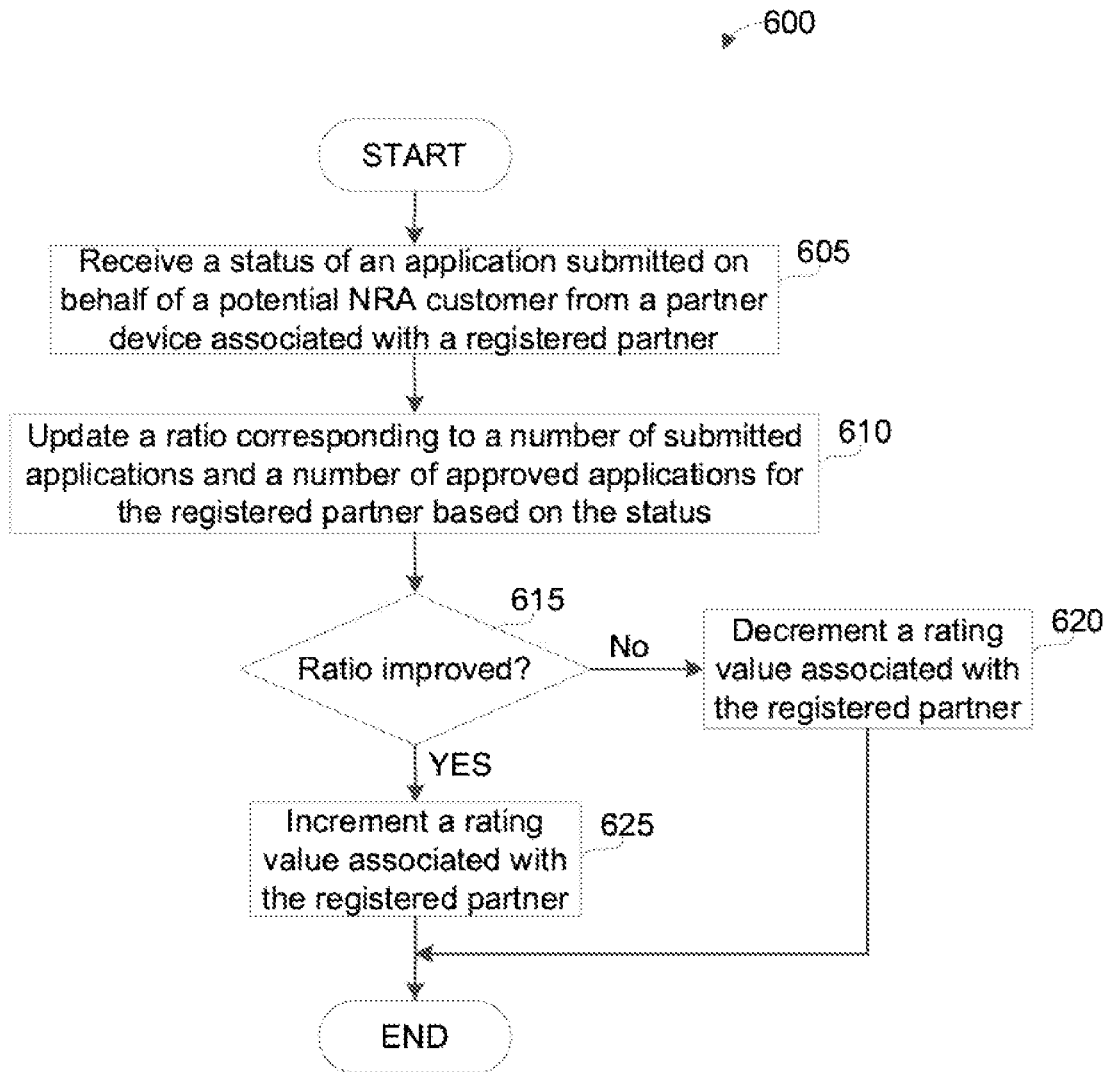 600
START
Receive a status of an application submitted on
behalf of a potential NRA customer from a partner
device associated with a registered partner
605
Update a ratio corresponding to a number of submitted
applications and a number of approved applications for
the registered partner based on the status
610
Ratio improved?
615
No
Decrement a rating
value associated with
the registered partner
620
YES
Increment a rating
value associated with
the registered partner
625
END